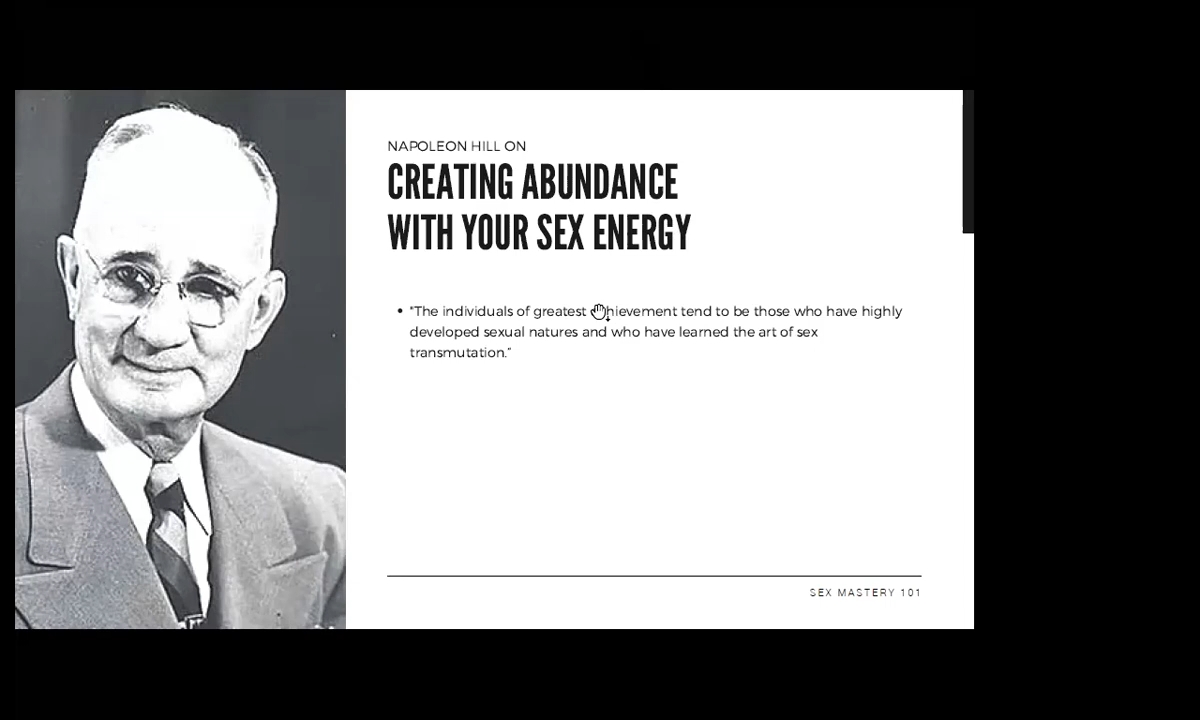 NAPOLEON HILL ON
CREATING ABUNDANCE
WITH YOUR SEX ENERGY
• "The individuals of greatest achievement tend to be those who have highly
developed sexual natures and who have learned the art of sex
transmutation."
SEX MASTERY 101